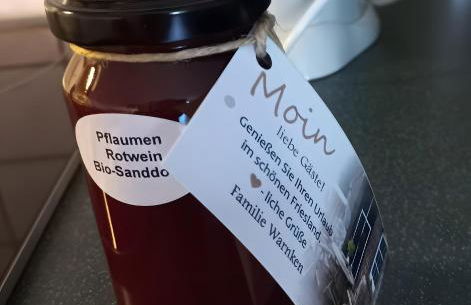 Pflaumen
Rotwein
Bio-Sanddo
Moin
liebe Gäste!
Genießen Sie Ihren Urlaub
im schönen Friesland
- liche Grüße
Familie Warnken